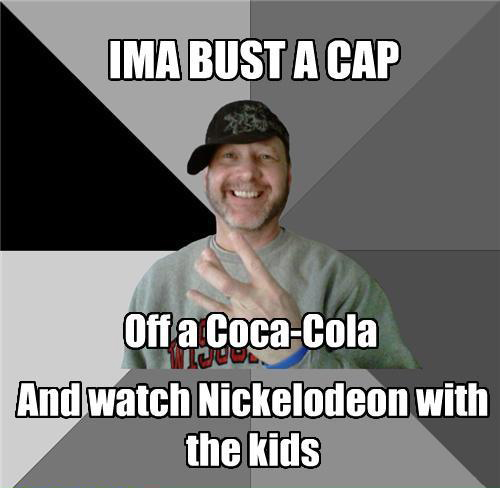 IMA BUST A CAP
Off a Coca-Cola
And watch Nickelodeon with
the kids